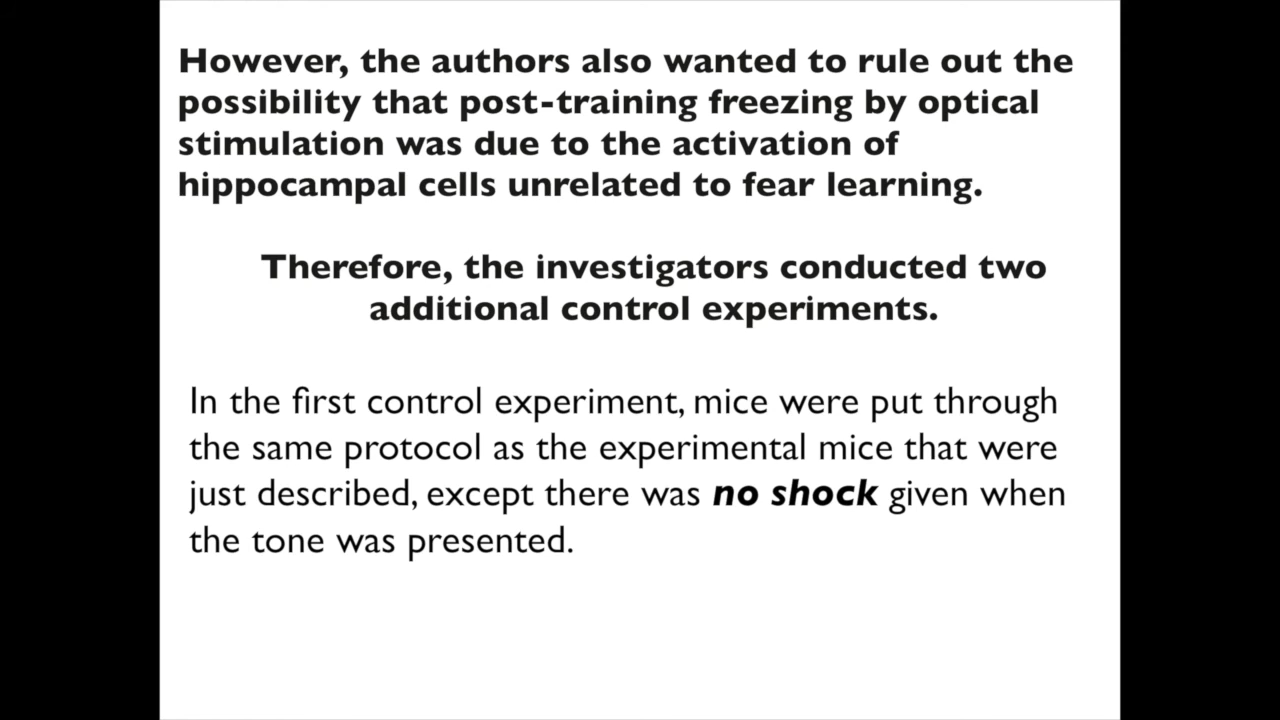 However, the authors also wanted to rule out the
possibility that post-training freezing by optical
stimulation was due to the activation of
hippocampal cells unrelated to fear learning.
Therefore, the investigators conducted two
additional control experiments.
In the first control experiment, mice were put through
the same protocol as the experimental mice that were
just described, except there was no shock given when
the tone was presented.